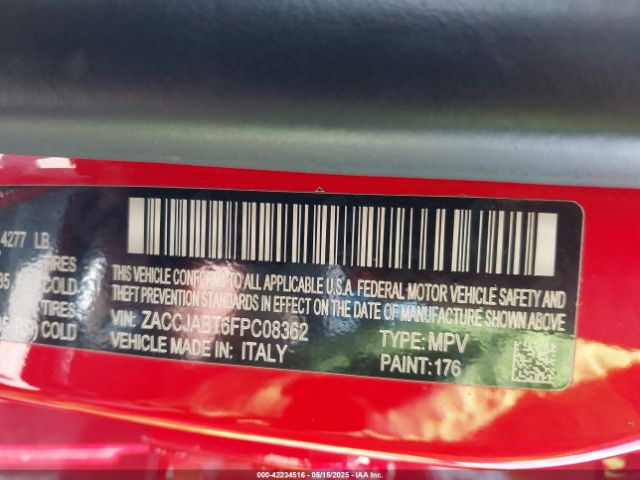 4277 LB
TIRES
COLD
TIRES
COLD
THIS VEHICLE CONFORMS TO ALL APPLICABLE U.S.A. FEDERAL MOTOR VEHICLE SAFETY AND
THEFT PREVENTION STANDARDS IN EFFECT ON THE DATE OF MANUFACTURE SHOWN ABOVE.
VIN: ZACCJABT6FPC08362 TYPE: MPV
VEHICLE MADE IN: ITALY PAINT: 176
000-42234516 - 05/15/2025 - IAA Inc.